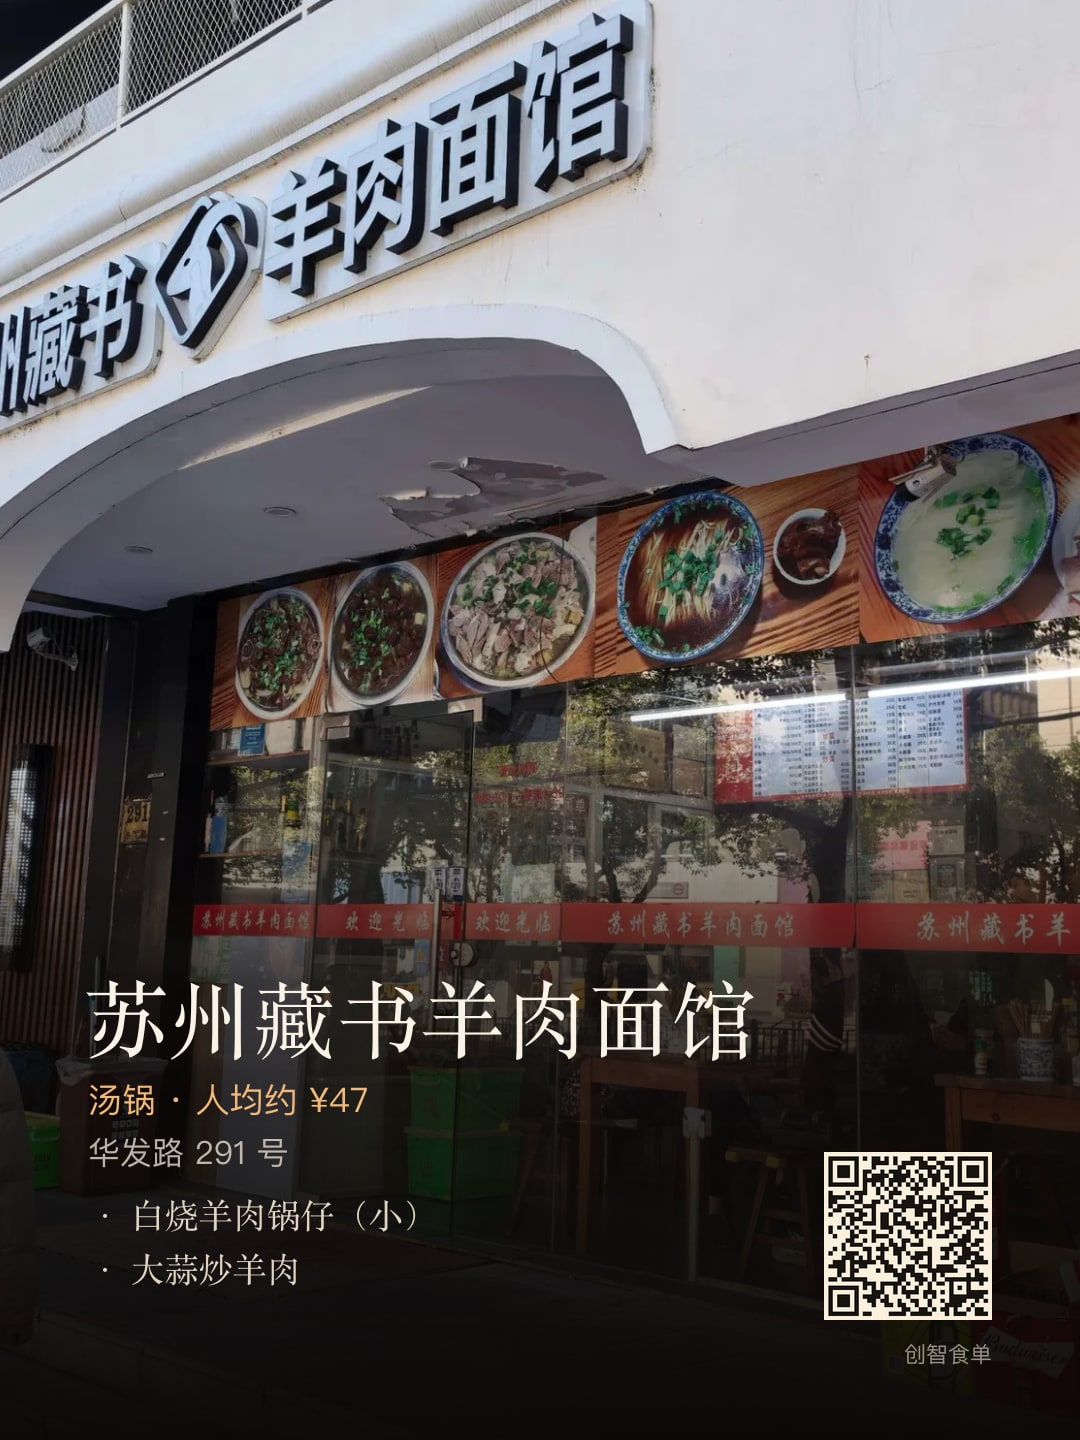 州藏书 羊肉面馆
291
苏州藏书羊肉面馆 欢迎光临 欢迎光临 苏州藏书羊肉面馆 苏州藏书羊
苏州藏书羊肉面馆
汤锅 · 人均约 ¥47
华发路 291 号
· 白烧羊肉锅仔（小）
· 大蒜炒羊肉
创智食单
Budweiser